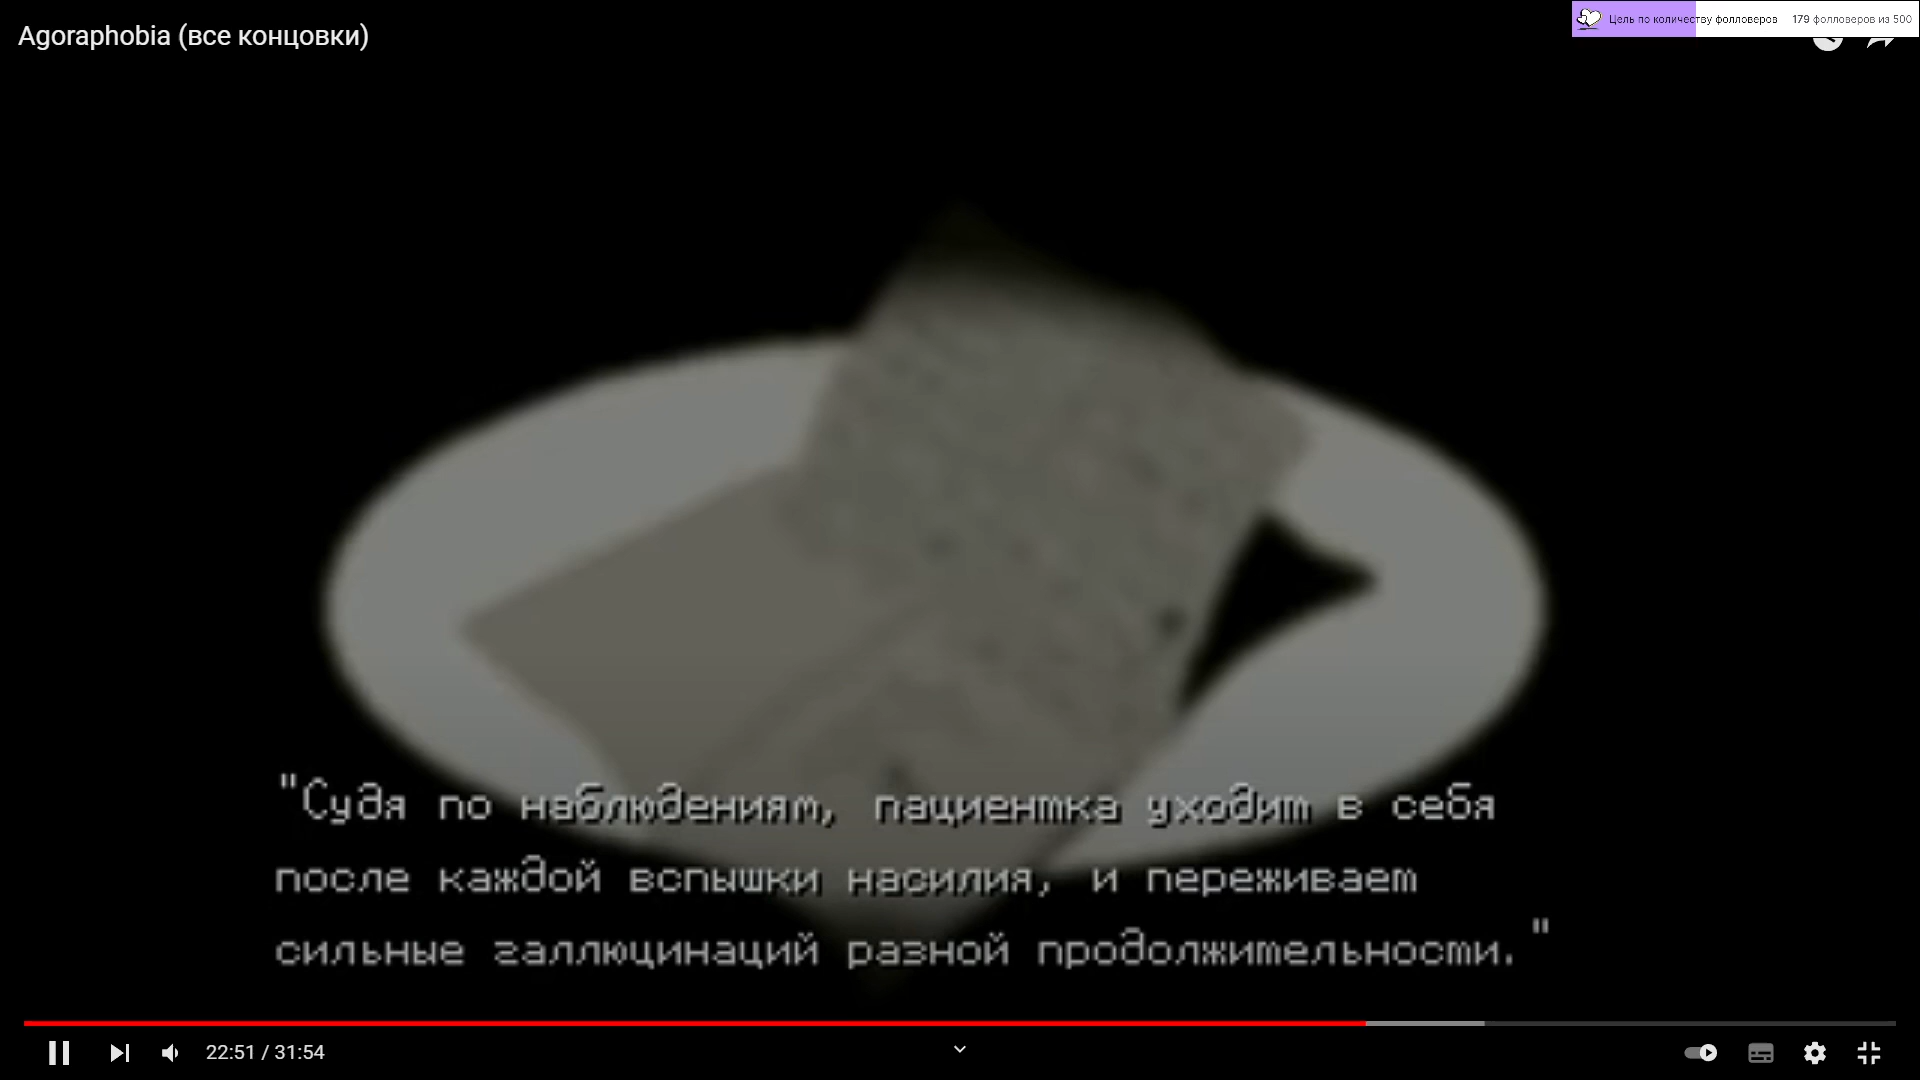 Agoraphobia (все концовки)
Цель по количеству фолловеров 179 фолловеров из 500
"Судя по наблюдениям, пациентка уходит в себя
после каждой вспышки насилия, и переживает
сильные галлюцинаций разной продолжительности."
22:51 / 31:54